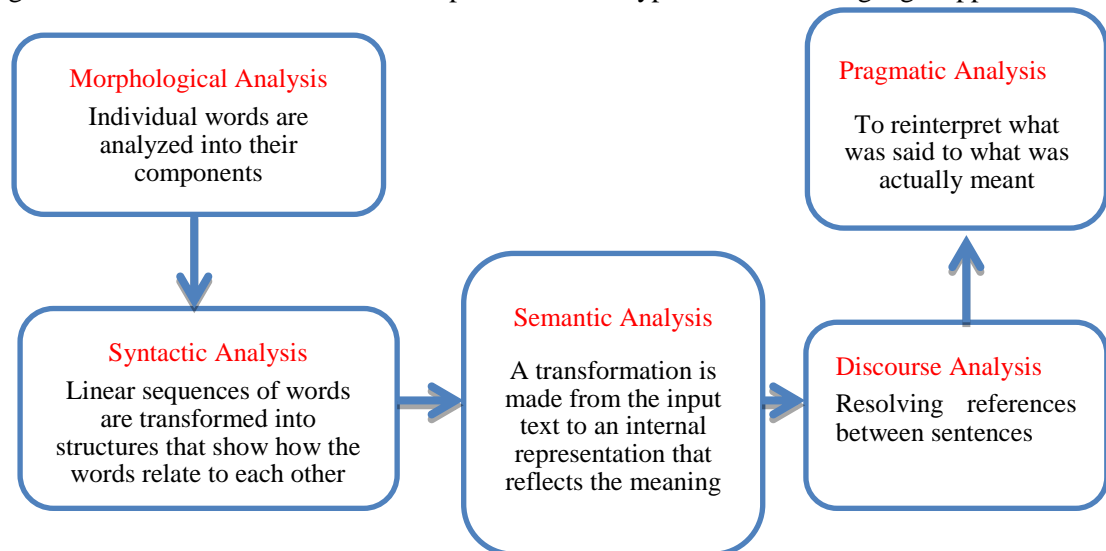 Morphological Analysis
Individual words are
analyzed into their
components
Syntactic Analysis
Linear sequences of words
are transformed into
structures that show how the
words relate to each other
Semantic Analysis
A transformation is
made from the input
text to an internal
representation that
reflects the meaning
Discourse Analysis
Resolving references
between sentences
Pragmatic Analysis
To reinterpret what
was said to what was
actually meant